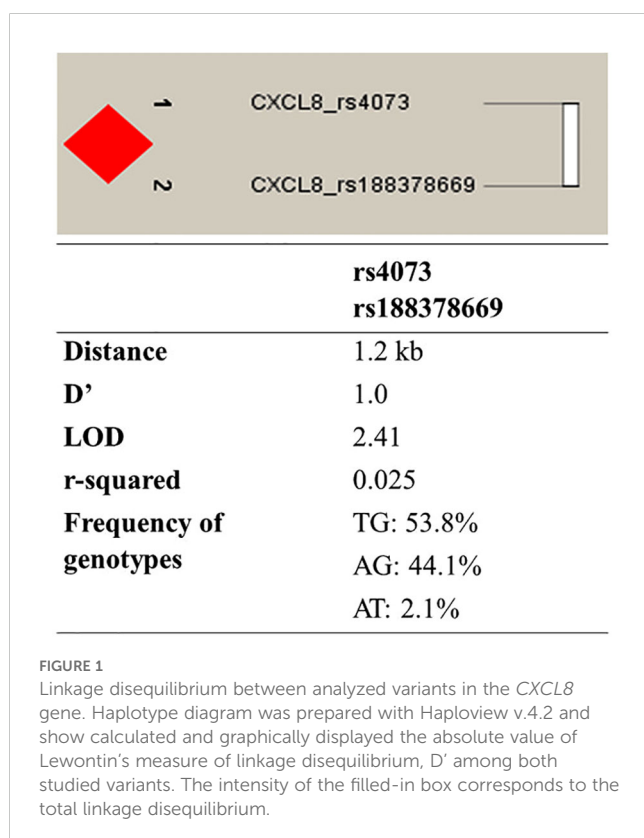 1 CXCL8_rs4073
2 CXCL8_rs188378669
rs4073
rs188378669
Distance 1.2 kb
D’ 1.0
LOD 2.41
r-squared 0.025
Frequency of TG: 53.8%
genotypes AG: 44.1%
AT: 2.1%
FIGURE 1
Linkage disequilibrium between analyzed variants in the CXCL8
gene. Haplotype diagram was prepared with Haploview v.4.2 and
show calculated and graphically displayed the absolute value of
Lewontin’s measure of linkage disequilibrium, D’ among both
studied variants. The intensity of the filled-in box corresponds to the
total linkage disequilibrium.